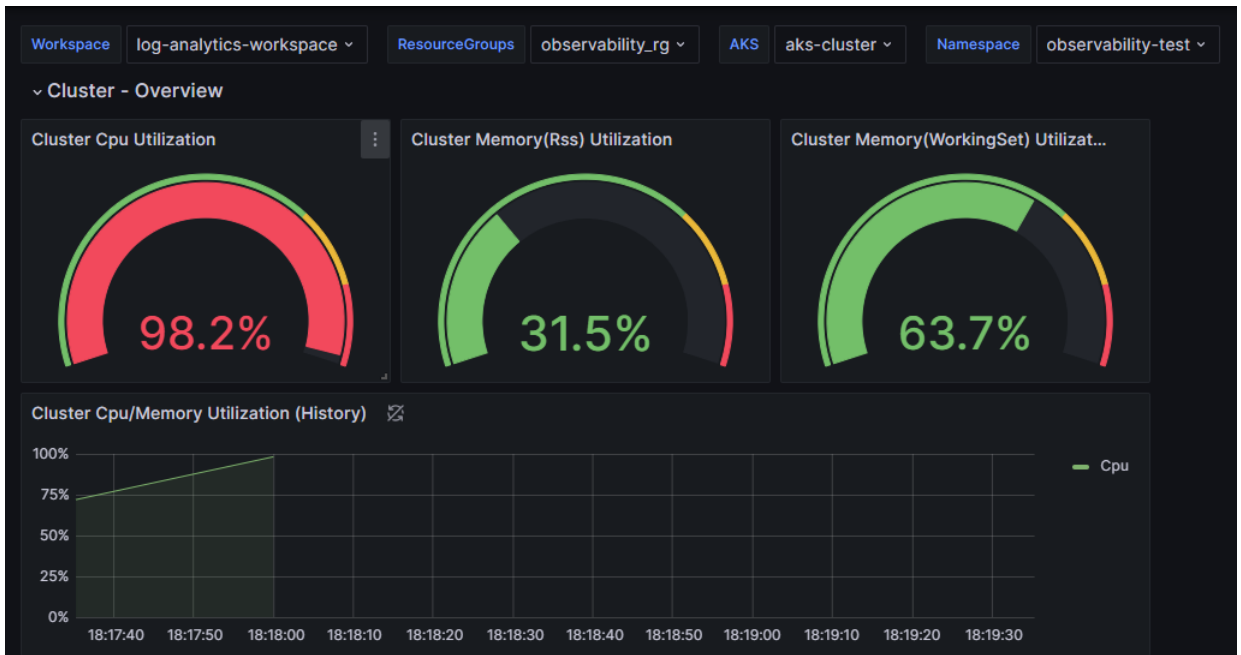 Workspace log-analytics-workspace ResourceGroups observability_rg AKS aks-cluster Namespace observability-test
Cluster - Overview
Cluster Cpu Utilization
98.2%
Cluster Memory(Rss) Utilization
31.5%
Cluster Memory(WorkingSet) Utilizat...
63.7%
Cluster Cpu/Memory Utilization (History)
100%
75%
50%
25%
0%
18:17:40 18:17:50 18:18:00 18:18:10 18:18:20 18:18:30 18:18:40 18:18:50 18:19:00 18:19:10 18:19:20 18:19:30
Cpu